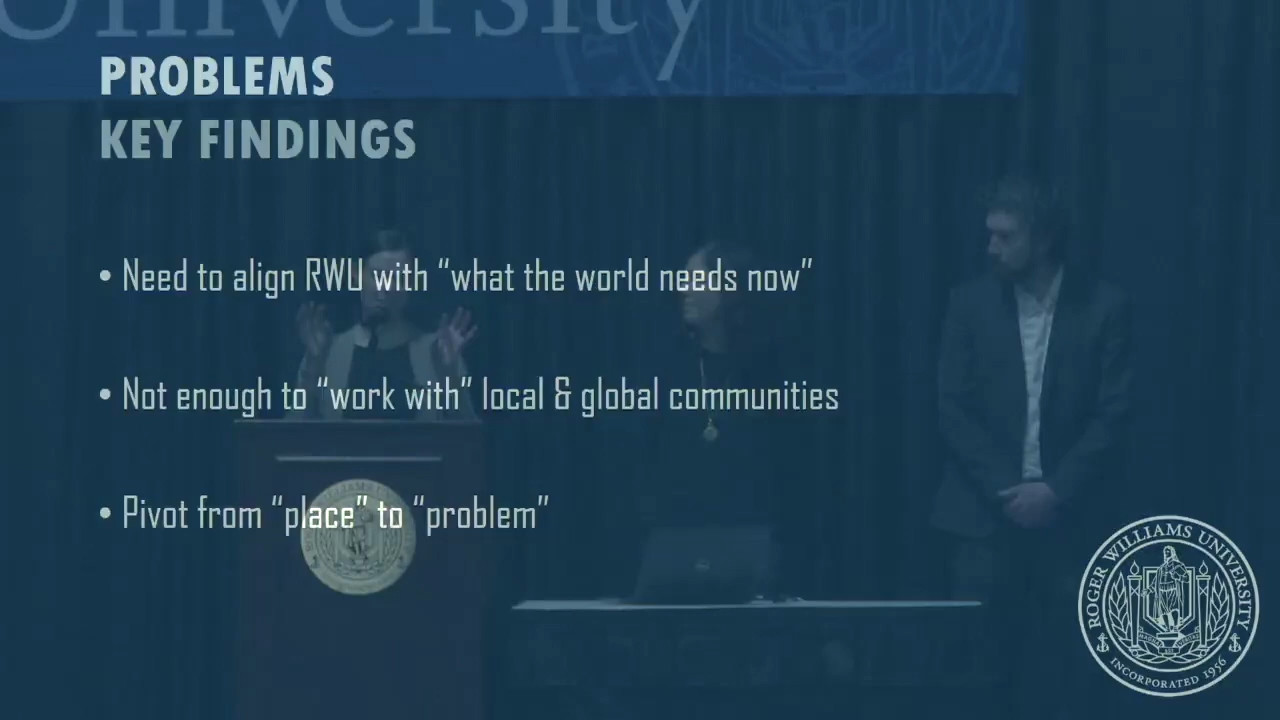 University
PROBLEMS
KEY FINDINGS
• Need to align RWU with “what the world needs now”
• Not enough to “work with” local & global communities
• Pivot from “place” to “problem”
ROGER WILLIAMS UNIVERSITY
INCORPORATED 1956